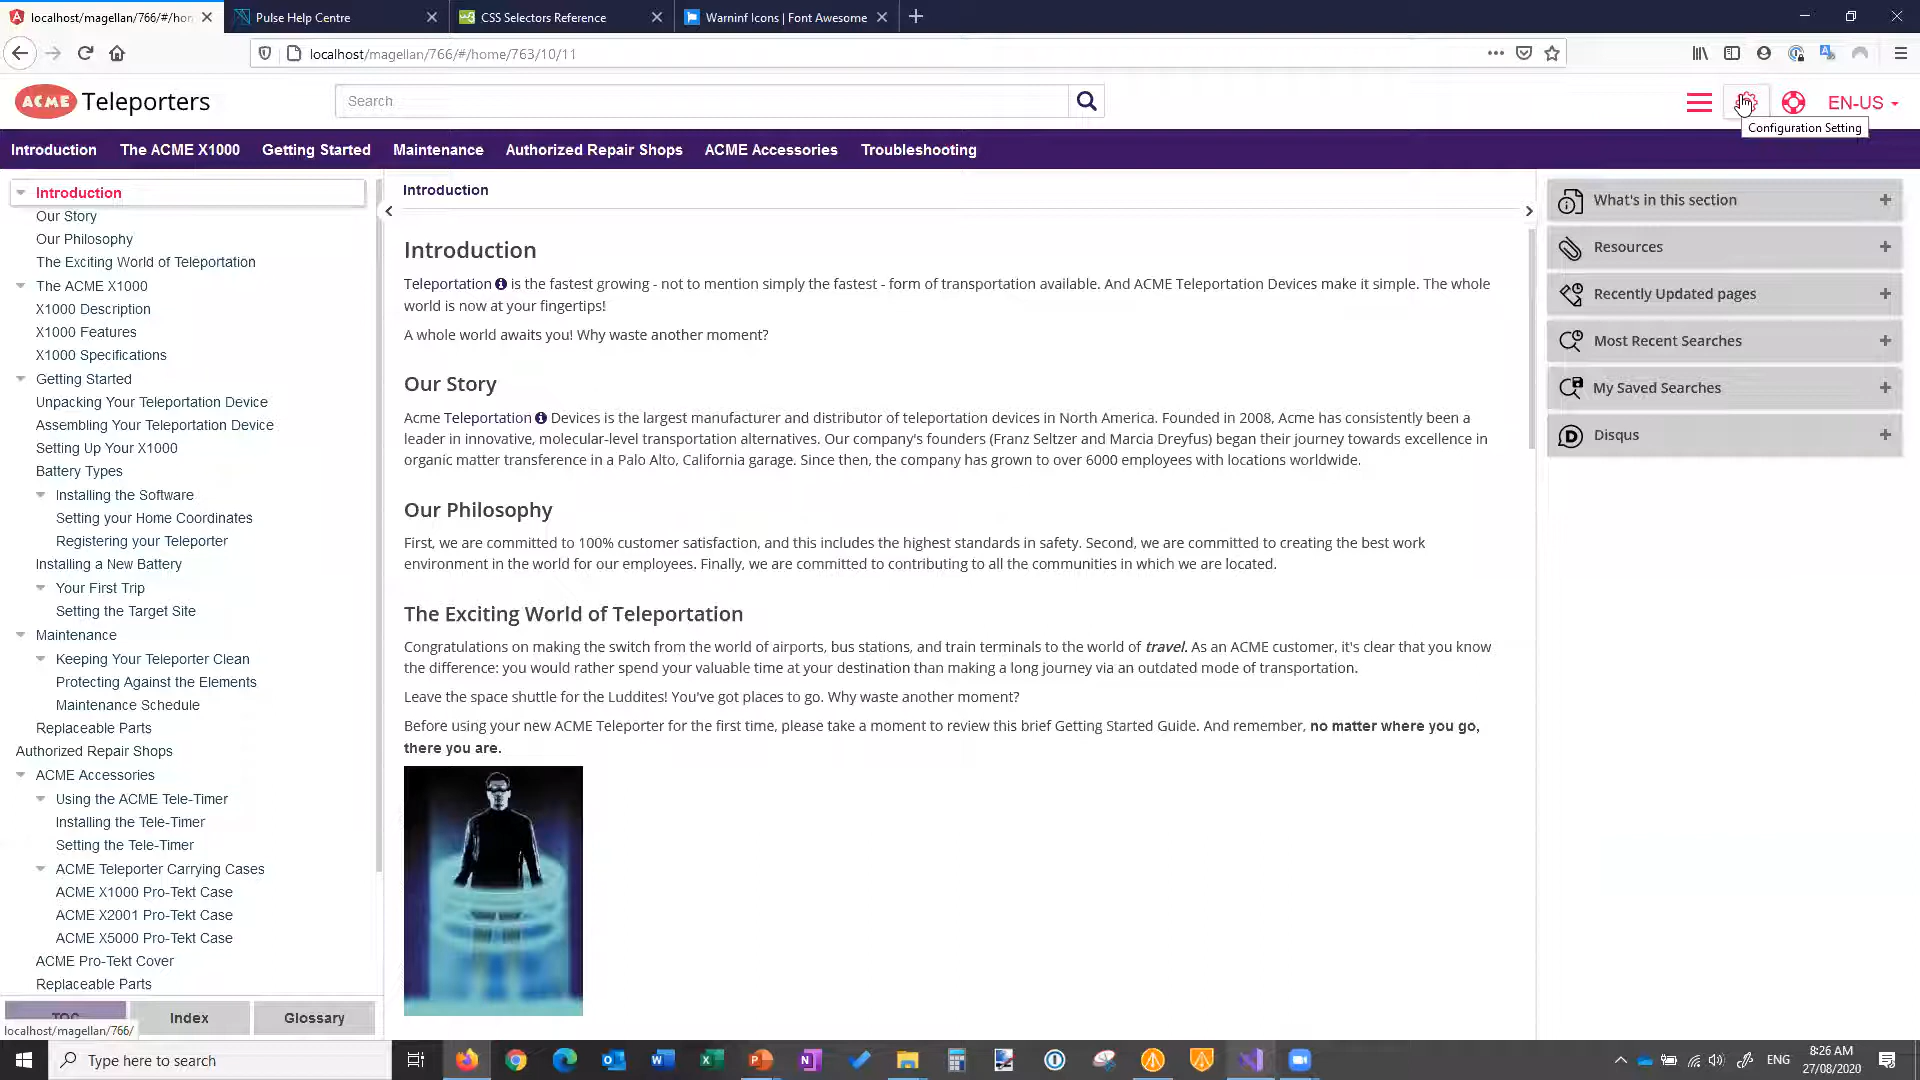 localhost/magellan/766/#/hom
Pulse Help Centre
CSS Selectors Reference
Warninf Icons | Font Awesome
localhost/magellan/766/#/home/763/10/11
ACME Teleporters
Search
EN-US
Configuration Setting
Introduction The ACME X1000 Getting Started Maintenance Authorized Repair Shops ACME Accessories Troubleshooting
Introduction
Our Story
Our Philosophy
The Exciting World of Teleportation
The ACME X1000
X1000 Description
X1000 Features
X1000 Specifications
Getting Started
Unpacking Your Teleportation Device
Assembling Your Teleportation Device
Setting Up Your X1000
Battery Types
Installing the Software
Setting your Home Coordinates
Registering your Teleporter
Installing a New Battery
Your First Trip
Setting the Target Site
Maintenance
Keeping Your Teleporter Clean
Protecting Against the Elements
Maintenance Schedule
Replaceable Parts
Authorized Repair Shops
ACME Accessories
Using the ACME Tele-Timer
Installing the Tele-Timer
Setting the Tele-Timer
ACME Teleporter Carrying Cases
ACME X1000 Pro-Tekt Case
ACME X2001 Pro-Tekt Case
ACME X5000 Pro-Tekt Case
ACME Pro-Tekt Cover
Replaceable Parts
TOC Index Glossary
localhost/magellan/766/
Introduction
Introduction
Teleportation is the fastest growing - not to mention simply the fastest - form of transportation available. And ACME Teleportation Devices make it simple. The whole
world is now at your fingertips!
A whole world awaits you! Why waste another moment?
Our Story
Acme Teleportation Devices is the largest manufacturer and distributor of teleportation devices in North America. Founded in 2008, Acme has consistently been a
leader in innovative, molecular-level transportation alternatives. Our company's founders (Franz Seltzer and Marcia Dreyfus) began their journey towards excellence in
organic matter transference in a Palo Alto, California garage. Since then, the company has grown to over 6000 employees with locations worldwide.
Our Philosophy
First, we are committed to 100% customer satisfaction, and this includes the highest standards in safety. Second, we are committed to creating the best work
environment in the world for our employees. Finally, we are committed to contributing to all the communities in which we are located.
The Exciting World of Teleportation
Congratulations on making the switch from the world of airports, bus stations, and train terminals to the world of travel. As an ACME customer, it's clear that you know
the difference: you would rather spend your valuable time at your destination than making a long journey via an outdated mode of transportation.
Leave the space shuttle for the Luddites! You've got places to go. Why waste another moment?
Before using your new ACME Teleporter for the first time, please take a moment to review this brief Getting Started Guide. And remember, no matter where you go,
there you are.
What's in this section
Resources
Recently Updated pages
Most Recent Searches
My Saved Searches
Disqus
Type here to search
ENG
8:26 AM
27/08/2020